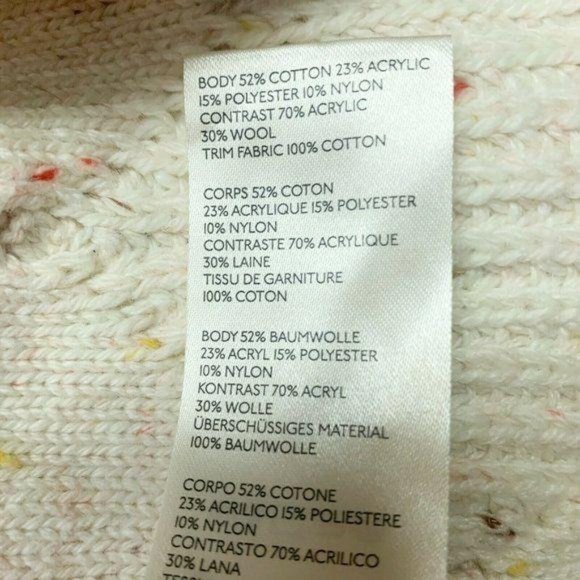 BODY 52% COTTON 23% ACRYLIC
15% POLYESTER 10% NYLON
CONTRAST 70% ACRYLIC
30% WOOL
TRIM FABRIC 100% COTTON
CORPS 52% COTON
23% ACRYLIQUE 15% POLYESTER
10% NYLON
CONTRASTE 70% ACRYLIQUE
30% LAINE
TISSU DE GARNITURE
100% COTON
BODY 52% BAUMWOLLE
23% ACRYL 15% POLYESTER
10% NYLON
KONTRAST 70% ACRYL
30% WOLLE
ÜBERSCHÜSSIGES MATERIAL
100% BAUMWOLLE
CORPO 52% COTONE
23% ACRILICO 15% POLIESTERE
10% NYLON
CONTRASTO 70% ACRILICO
30% LANA